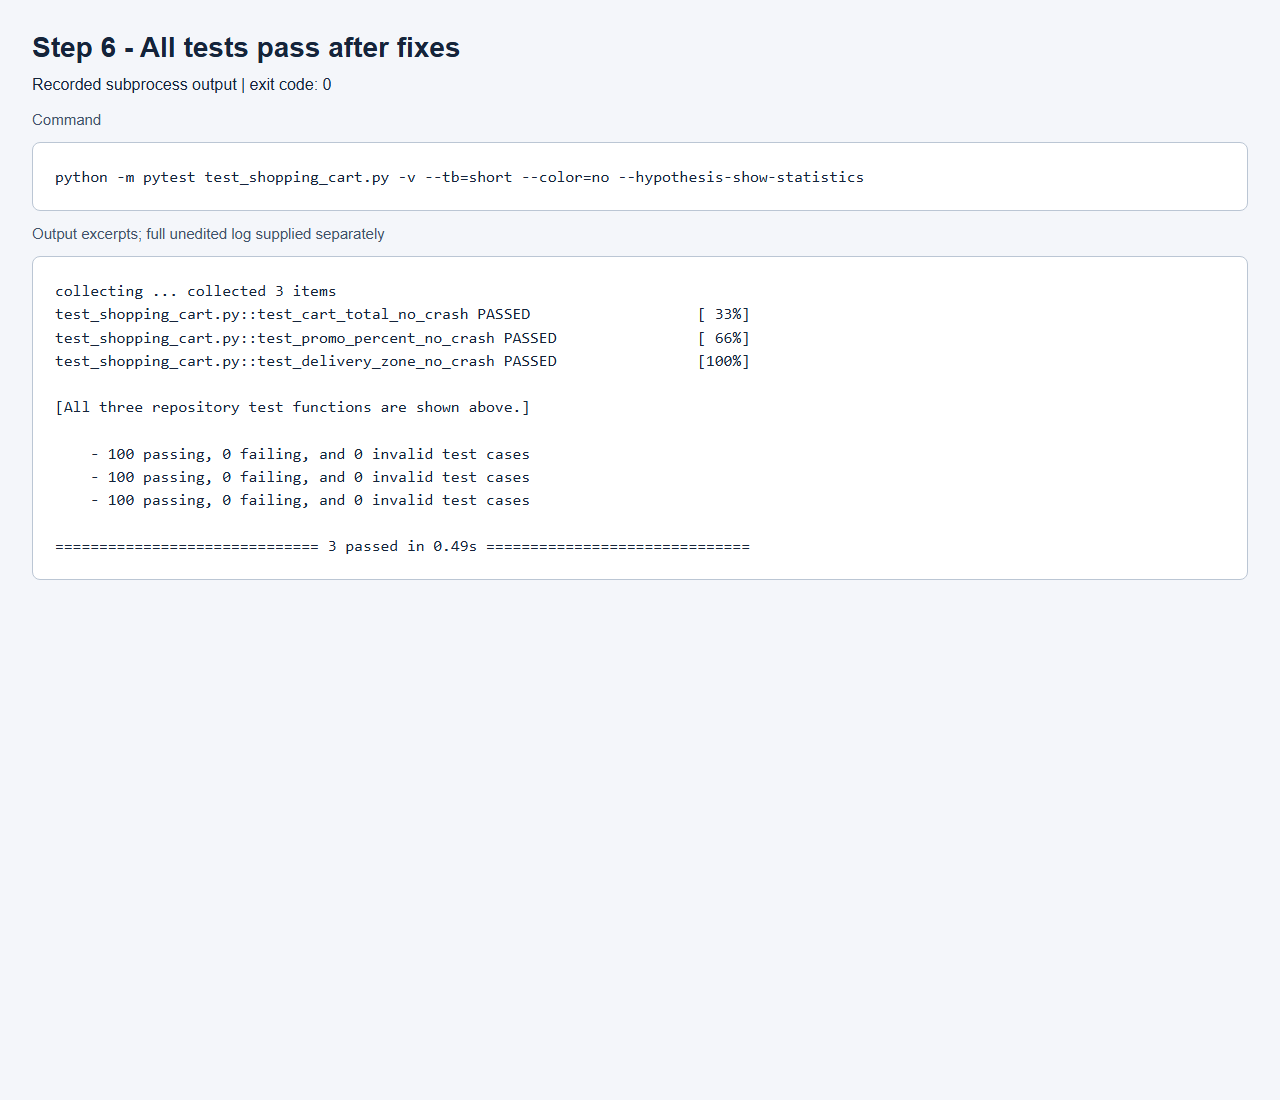 Step 6 - All tests pass after fixes
Recorded subprocess output | exit code: 0
Command
python -m pytest test_shopping_cart.py -v --tb=short --color=no --hypothesis-show-statistics
Output excerpts; full unedited log supplied separately
collecting ... collected 3 items
test_shopping_cart.py::test_cart_total_no_crash PASSED                   [ 33%]
test_shopping_cart.py::test_promo_percent_no_crash PASSED                [ 66%]
test_shopping_cart.py::test_delivery_zone_no_crash PASSED                [100%]
[All three repository test functions are shown above.]
    - 100 passing, 0 failing, and 0 invalid test cases
    - 100 passing, 0 failing, and 0 invalid test cases
    - 100 passing, 0 failing, and 0 invalid test cases
============================== 3 passed in 0.49s ==============================